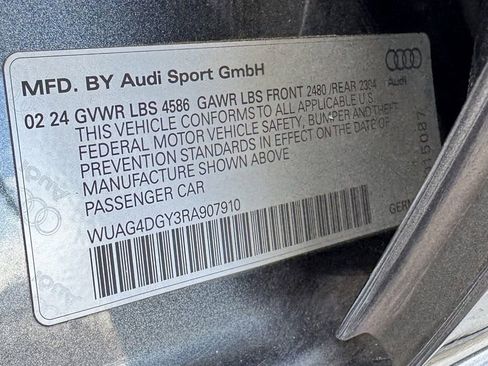 MFD. BY Audi Sport GmbH
Audi
02 24 GVWR LBS 4586 GAWR LBS FRONT 2480 /REAR 2304
THIS VEHICLE CONFORMS TO ALL APPLICABLE U.S.
FEDERAL MOTOR VEHICLE SAFETY, BUMPER AND THEFT
PREVENTION STANDARDS IN EFFECT ON THE DATE OF
MANUFACTURE SHOWN ABOVE
PASSENGER CAR
WUAG4DGY3RA907910
Audi